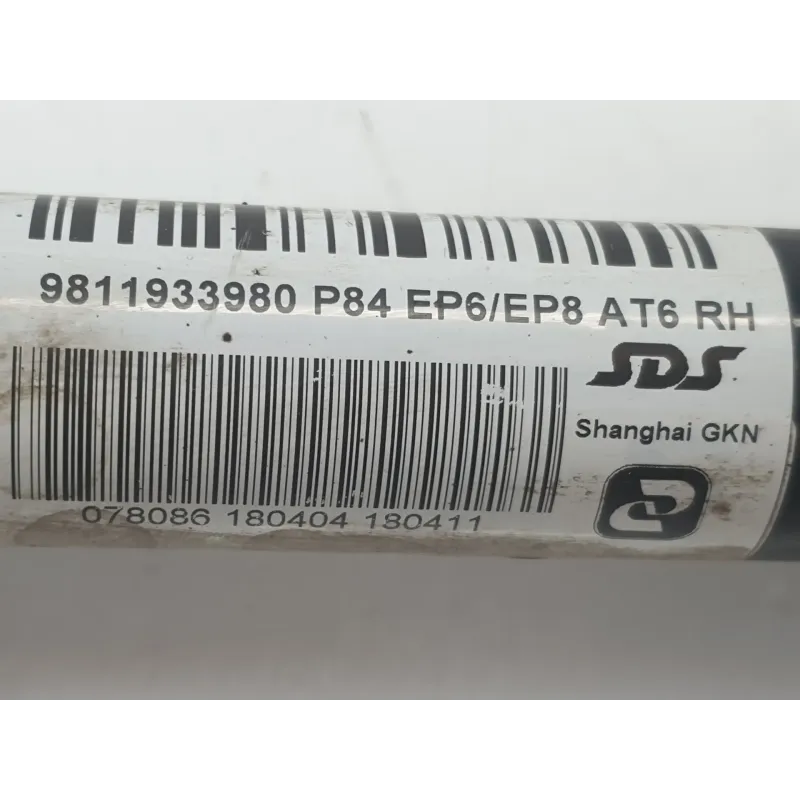 9811933980 P84 EP6/EP8 AT6 RH
SDS
Shanghai GKN
078086 180404 180411